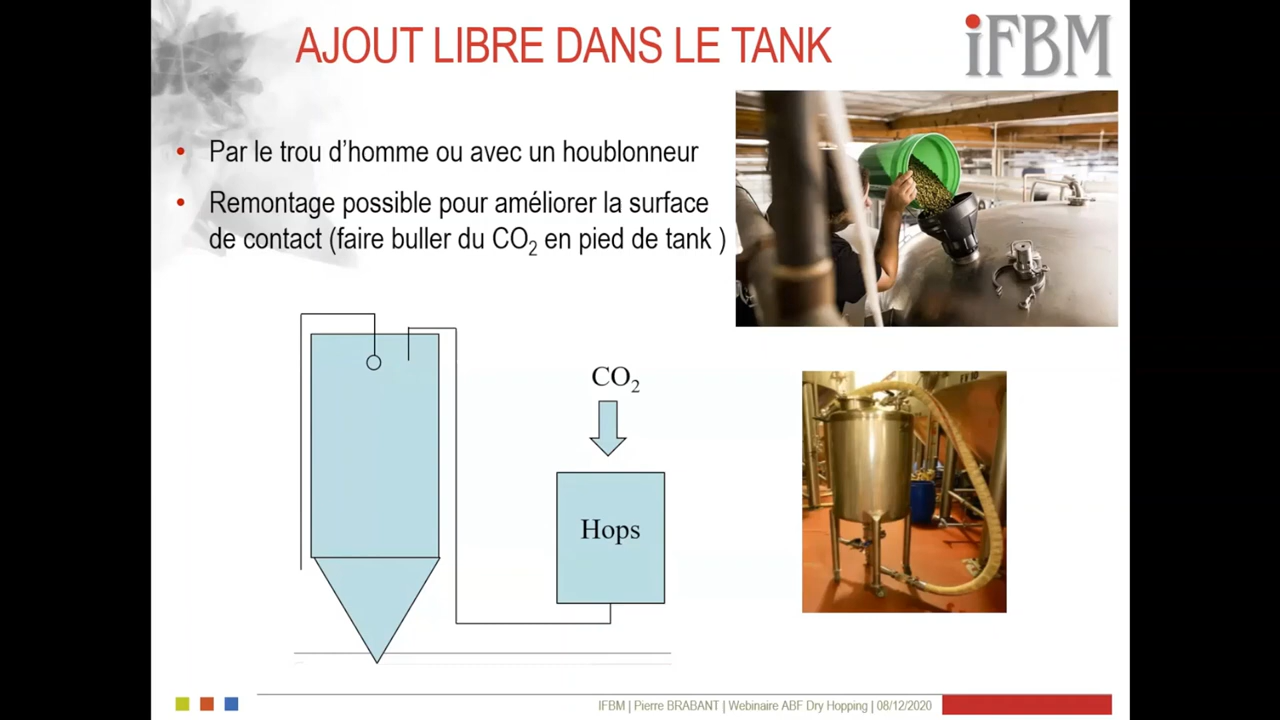 AJOUT LIBRE DANS LE TANK
iFBM
• Par le trou d’homme ou avec un houblonneur
• Remontage possible pour améliorer la surface
de contact (faire buller du CO₂ en pied de tank )
CO₂
Hops
IFBM | Pierre BRABANT | Webinaire ABF Dry Hopping | 08/12/2020